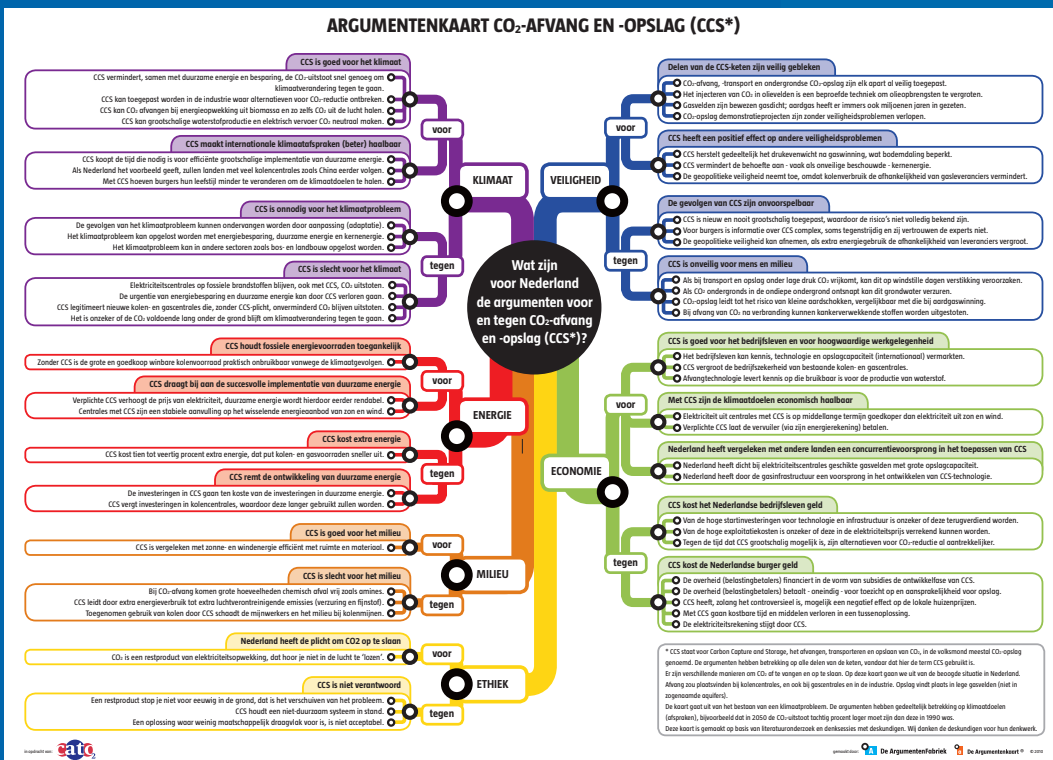 ARGUMENTENKAART CO₂-AFVANG EN -OPSLAG (CCS*)
CCS is goed voor het klimaat
CCS vermindert, samen met duurzame energie en besparing, de CO₂-uitstoot snel genoeg om
klimaatverandering tegen te gaan.
CCS kan toegepast worden in de industrie waar alternatieven voor CO₂-reductie ontbreken.
CCS kan CO₂ afvangen bij energieopwekking uit biomassa en zo zelfs CO₂ uit de lucht halen.
CCS kan grootschalige waterstofproductie en elektrisch vervoer CO₂ neutraal maken.
voor
CCS maakt internationale klimaatafspraken (beter) haalbaar
CCS koopt de tijd die nodig is voor efficiënte grootschalige implementatie van duurzame energie.
Als Nederland het voorbeeld geeft, zullen landen met veel kolencentrales zoals China eerder volgen.
Met CCS hoeven burgers hun leefstijl minder te veranderen om de klimaatdoelen te halen.
KLIMAAT
CCS is onnodig voor het klimaatprobleem
De gevolgen van het klimaatprobleem kunnen ondervangen worden door aanpassing (adaptatie).
Het klimaatprobleem kan opgelost worden met energiebesparing, duurzame energie en kernenergie.
Het klimaatprobleem kan in andere sectoren zoals bos- en landbouw opgelost worden.
tegen
CCS is slecht voor het klimaat
Elektriciteitscentrales op fossiele brandstoffen blijven, ook met CCS, CO₂ uitstoten.
De urgentie van energiebesparing en duurzame energie kan door CCS verloren gaan.
CCS legitimeert nieuwe kolen- en gascentrales die, zonder CCS-plicht, onverminderd CO₂ blijven uitstoten.
Het is onzeker of de CO₂ voldoende lang onder de grond blijft om klimaatverandering tegen te gaan.
CCS houdt fossiele energievoorraden toegankelijk
Zonder CCS is de grote en goedkoop winbare kolenvoorraad praktisch onbruikbaar vanwege de klimaatgevolgen.
voor
CCS draagt bij aan de succesvolle implementatie van duurzame energie
Verplichte CCS verhoogt de prijs van elektriciteit, duurzame energie wordt hierdoor eerder rendabel.
Centrales met CCS zijn een stabiele aanvulling op het wisselende energieaanbod van zon en wind.
ENERGIE
CCS kost extra energie
CCS kost tien tot veertig procent extra energie, dat put kolen- en gasvoorraden sneller uit.
tegen
CCS remt de ontwikkeling van duurzame energie
De investeringen in CCS gaan ten koste van de investeringen in duurzame energie.
CCS vergt investeringen in kolencentrales, waardoor deze langer gebruikt zullen worden.
CCS is goed voor het milieu
CCS is vergeleken met zonne- en windenergie efficiënt met ruimte en materiaal.
voor
MILIEU
CCS is slecht voor het milieu
Bij CO₂-afvang komen grote hoeveelheden chemisch afval vrij zoals amines.
CCS leidt door extra energieverbruik tot extra luchtverontreinigende emissies (verzuring en fijnstof).
Toegenomen gebruik van kolen door CCS schaadt de mijnwerkers en het milieu bij kolenmijnen.
tegen
Nederland heeft de plicht om CO2 op te slaan
CO₂ is een restproduct van elektriciteitsopwekking, dat hoor je niet in de lucht te 'lozen'.
voor
ETHIEK
CCS is niet verantwoord
Een restproduct stop je niet voor eeuwig in de grond, dat is het verschuiven van het probleem.
CCS houdt een niet-duurzaam systeem in stand.
Een oplossing waar weinig maatschappelijk draagvlak voor is, is niet acceptabel.
tegen
Wat zijn
voor Nederland
de argumenten voor
en tegen CO₂-afvang
en -opslag (CCS*)?
Delen van de CCS-keten zijn veilig gebleken
CO₂-afvang, -transport en ondergrondse CO₂-opslag zijn elk apart al veilig toegepast.
Het injecteren van CO₂ in olievelden is een beproefde techniek om olieopbrengsten te vergroten.
Gasvelden zijn bewezen gasdicht; aardgas heeft er immers ook miljoenen jaren in gezeten.
CO₂-opslag demonstratieprojecten zijn zonder veiligheidsproblemen verlopen.
voor
CCS heeft een positief effect op andere veiligheidsproblemen
CCS herstelt gedeeltelijk het drukevenwicht na gaswinning, wat bodemdaling beperkt.
CCS vermindert de behoefte aan - vaak als onveilige beschouwde - kernenergie.
De geopolitieke veiligheid neemt toe, omdat kolenverbruik de afhankelijkheid van gasleveranciers vermindert.
VEILIGHEID
De gevolgen van CCS zijn onvoorspelbaar
CCS is nieuw en nooit grootschalig toegepast, waardoor de risico's niet volledig bekend zijn.
Voor burgers is informatie over CCS complex, soms tegenstrijdig en zij vertrouwen de experts niet.
De geopolitieke veiligheid kan afnemen, als extra energiegebruik de afhankelijkheid van leveranciers vergroot.
tegen
CCS is onveilig voor mens en milieu
Als bij transport en opslag onder lage druk CO₂ vrijkomt, kan dit op windstille dagen verstikking veroorzaken.
Als CO² ondergronds in de ondiepe ondergrond ontsnapt kan dit grondwater verzuren.
CO₂-opslag leidt tot het risico van kleine aardschokken, vergelijkbaar met die bij aardgaswinning.
Bij afvang van CO₂ na verbranding kunnen kankerverwekkende stoffen worden uitgestoten.
CCS is goed voor het bedrijfsleven en voor hoogwaardige werkgelegenheid
Het bedrijfsleven kan kennis, technologie en opslagcapaciteit (internationaal) vermarkten.
CCS vergroot de bedrijfszekerheid van bestaande kolen- en gascentrales.
Afvangtechnologie levert kennis op die bruikbaar is voor de productie van waterstof.
voor
Met CCS zijn de klimaatdoelen economisch haalbaar
Elektriciteit uit centrales met CCS is op middellange termijn goedkoper dan elektriciteit uit zon en wind.
Verplichte CCS laat de vervuiler (via zijn energierekening) betalen.
Nederland heeft vergeleken met andere landen een concurrentievoorsprong in het toepassen van CCS
Nederland heeft dicht bij elektriciteitscentrales geschikte gasvelden met grote opslagcapaciteit.
Nederland heeft door de gasinfrastructuur een voorsprong in het ontwikkelen van CCS-technologie.
ECONOMIE
CCS kost het Nederlandse bedrijfsleven geld
Van de hoge startinvesteringen voor technologie en infrastructuur is onzeker of deze terugverdiend worden.
Van de hoge exploitatiekosten is onzeker of deze in de elektriciteitsprijs verrekend kunnen worden.
Tegen de tijd dat CCS grootschalig mogelijk is, zijn alternatieven voor CO₂-reductie al aantrekkelijker.
tegen
CCS kost de Nederlandse burger geld
De overheid (belastingbetalers) financiert in de vorm van subsidies de ontwikkelfase van CCS.
De overheid (belastingbetalers) betaalt - oneindig - voor toezicht op en aansprakelijkheid voor opslag.
CCS heeft, zolang het controversieel is, mogelijk een negatief effect op de lokale huizenprijzen.
Met CCS gaan kostbare tijd en middelen verloren in een tussenoplossing.
De elektriciteitsrekening stijgt door CCS.
* CCS staat voor Carbon Capture and Storage, het afvangen, transporteren en opslaan van CO₂, in de volksmond meestal CO₂-opslag
genoemd. De argumenten hebben betrekking op alle delen van de keten, vandaar dat hier de term CCS gebruikt is.
Er zijn verschillende manieren om CO₂ af te vangen en op te slaan. Op deze kaart gaan we uit van de beoogde situatie in Nederland.
Afvang zou plaatsvinden bij kolencentrales, en ook bij gascentrales en in de industrie. Opslag vindt plaats in lege gasvelden (niet in
zogenaamde aquifers).
De kaart gaat uit van het bestaan van een klimaatprobleem. De argumenten hebben gedeeltelijk betrekking op klimaatdoelen
(afspraken), bijvoorbeeld dat in 2050 de CO₂-uitstoot tachtig procent lager moet zijn dan deze in 1990 was.
Deze kaart is gemaakt op basis van literatuuronderzoek en denksessies met deskundigen. Wij danken de deskundigen voor hun denkwerk.
in opdracht van: cato₂
gemaakt door: De ArgumentenFabriek De Argumentenkaart ® © 2010